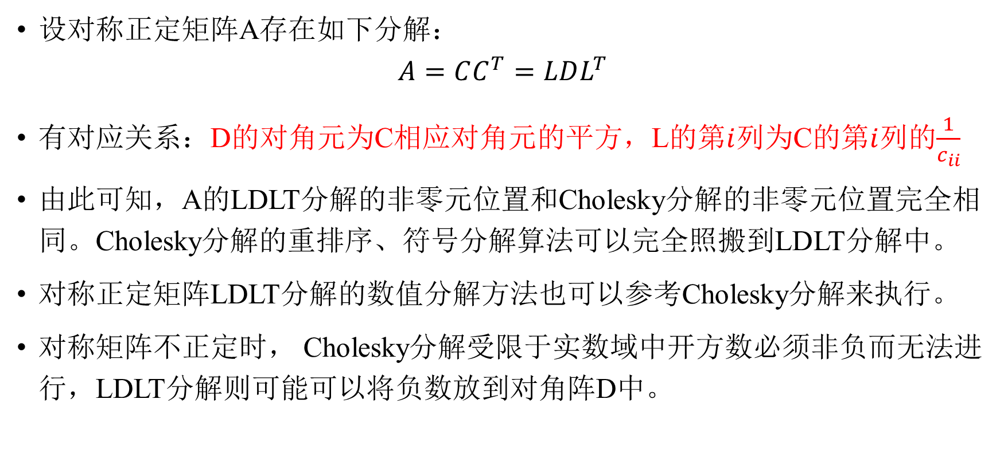 • 设对称正定矩阵A存在如下分解：
A = CCᵀ = LDLᵀ
• 有对应关系：D的对角元为C相应对角元的平方，L的第i列为C的第i列的1/cᵢᵢ
• 由此可知，A的LDLT分解的非零元位置和Cholesky分解的非零元位置完全相
同。Cholesky分解的重排序、符号分解算法可以完全照搬到LDLT分解中。
• 对称正定矩阵LDLT分解的数值分解方法也可以参考Cholesky分解来执行。
• 对称矩阵不正定时， Cholesky分解受限于实数域中开方数必须非负而无法进
行，LDLT分解则可能可以将负数放到对角阵D中。